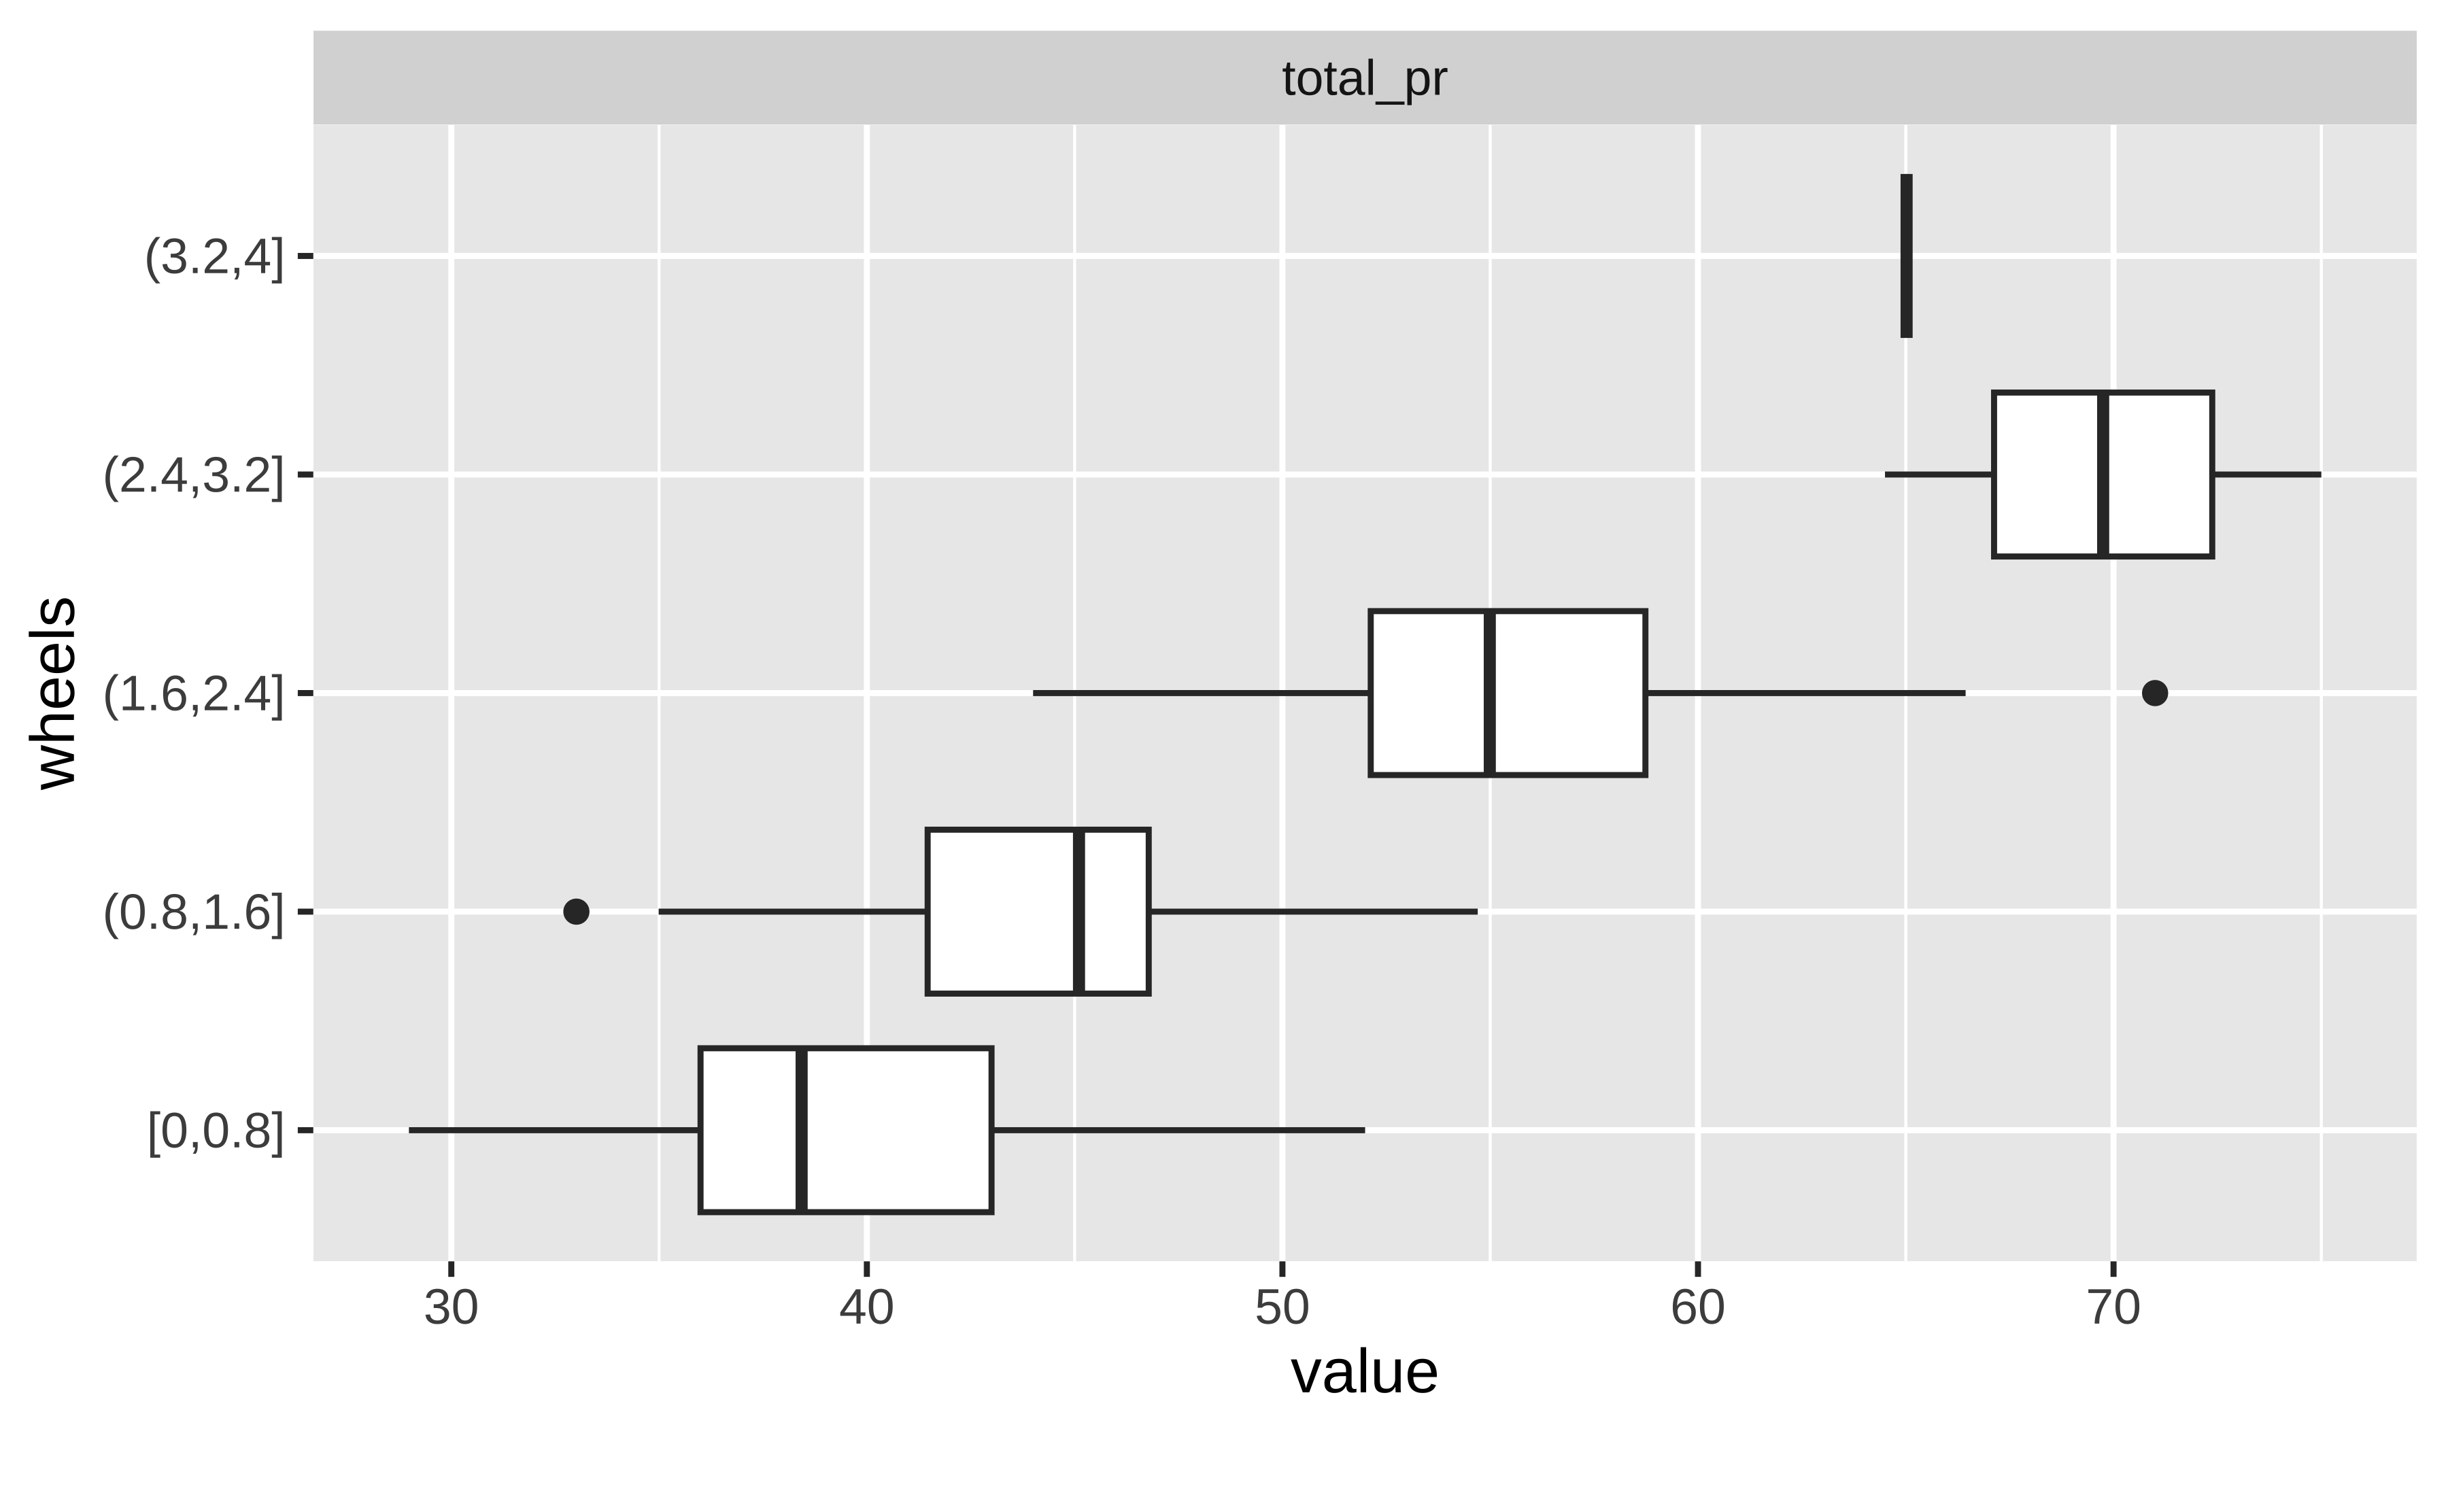 total_pr
wheels
(3.2,4]
(2.4,3.2]
(1.6,2.4]
(0.8,1.6]
[0,0.8]
30 40 50 60 70
value